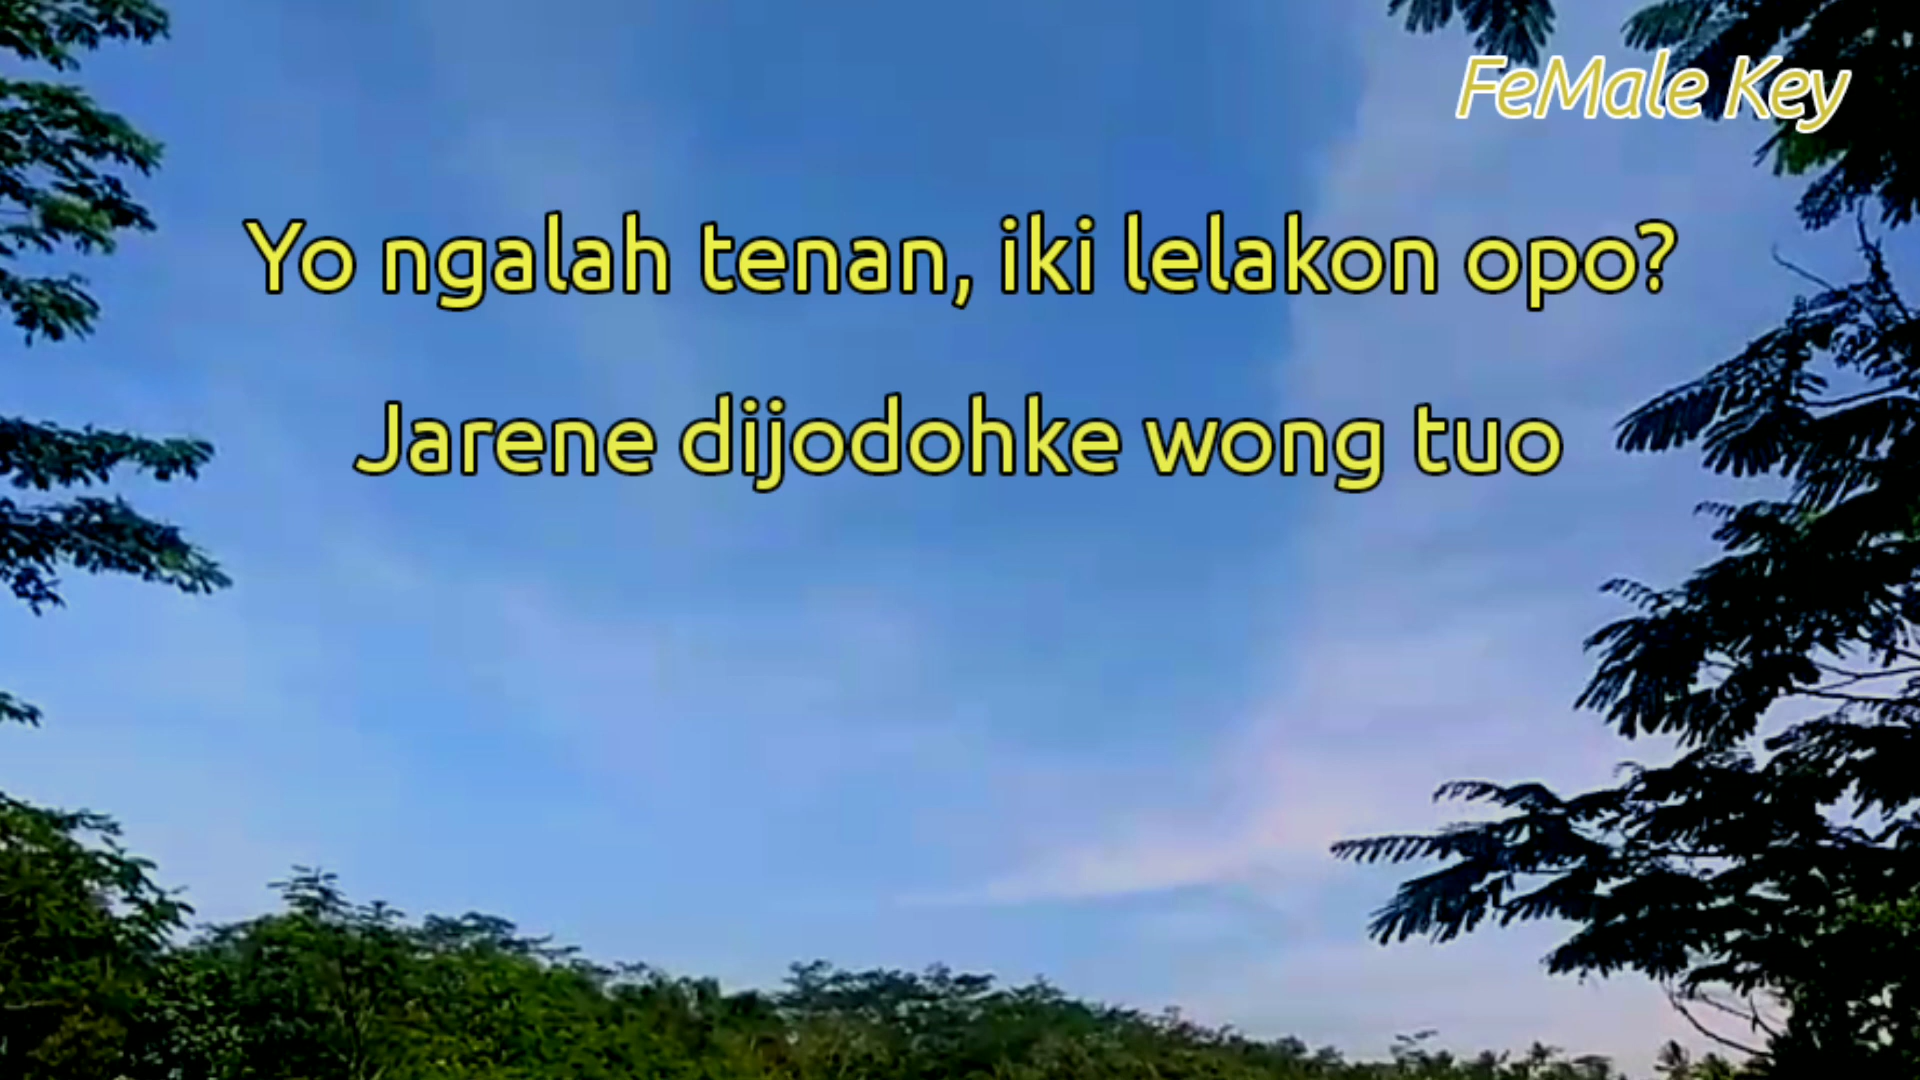 FeMale Key
Yo ngalah tenan, iki lelakon opo?
Jarene dijodohke wong tuo